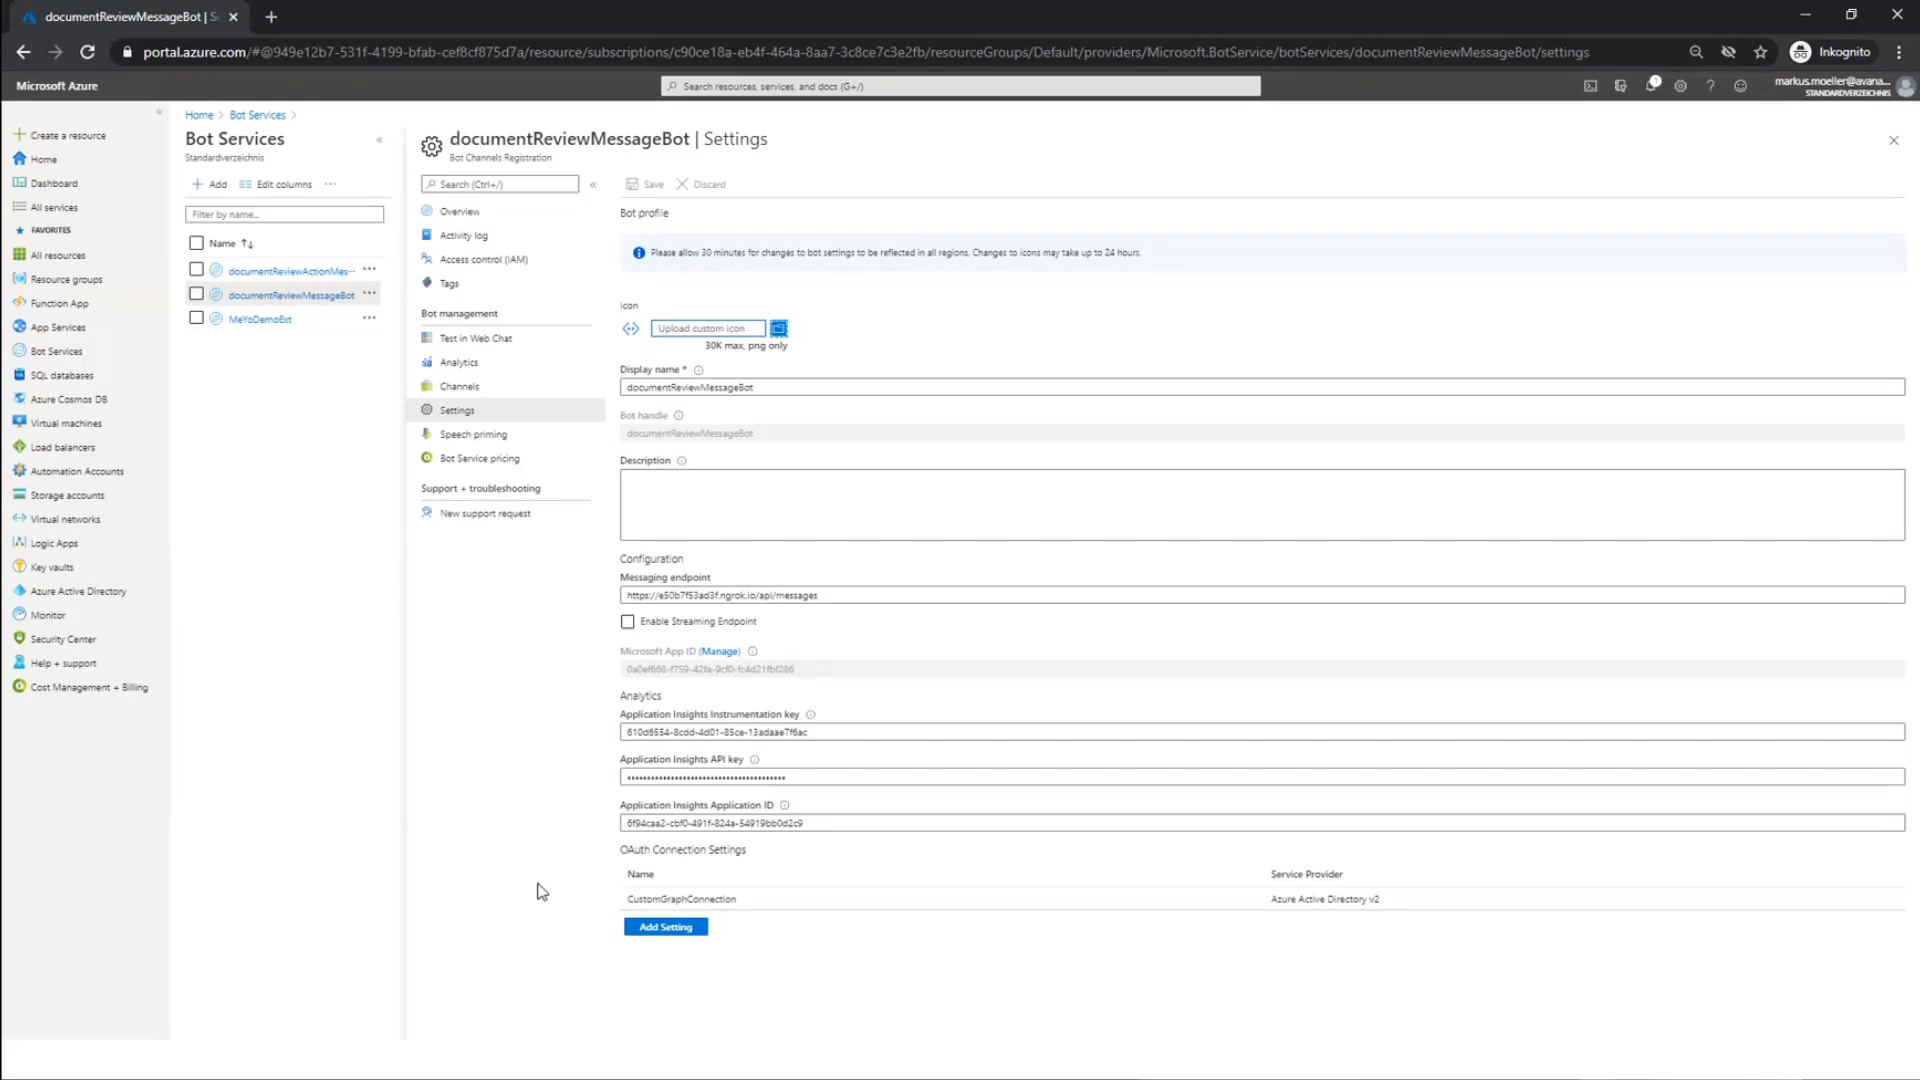 documentReviewMessageBot | S
portal.azure.com/#@949e12b7-531f-4199-bfab-cef8cf875d7a/resource/subscriptions/c90ce18a-eb4f-464a-8aa7-3c8ce7c3e2fb/resourceGroups/Default/providers/Microsoft.BotService/botServices/documentReviewMessageBot/settings
Inkognito
Microsoft Azure
Search resources, services, and docs (G+/)
1
markus.moeller@avana...
STANDARDVERZEICHNIS
Create a resource
Home
Dashboard
All services
FAVORITES
All resources
Resource groups
Function App
App Services
Bot Services
SQL databases
Azure Cosmos DB
Virtual machines
Load balancers
Automation Accounts
Storage accounts
Virtual networks
Logic Apps
Key vaults
Azure Active Directory
Monitor
Security Center
Help + support
Cost Management + Billing
Home > Bot Services >
Bot Services
Standardverzeichnis
Add
Edit columns
Filter by name...
Name
documentReviewActionMes...
documentReviewMessageBot
MeYoDemoExt
documentReviewMessageBot | Settings
Bot Channels Registration
Search (Ctrl+/)
Overview
Activity log
Access control (IAM)
Tags
Bot management
Test in Web Chat
Analytics
Channels
Settings
Speech priming
Bot Service pricing
Support + troubleshooting
New support request
Save
Discard
Bot profile
Please allow 30 minutes for changes to bot settings to be reflected in all regions. Changes to icons may take up to 24 hours.
Icon
Upload custom icon
30K max, png only
Display name *
documentReviewMessageBot
Bot handle
documentReviewMessageBot
Description
Configuration
Messaging endpoint
https://e50b7f53ad3f.ngrok.io/api/messages
Enable Streaming Endpoint
Microsoft App ID (Manage)
0a0ef668-f759-42fa-9cf0-fc4d21fbf286
Analytics
Application Insights Instrumentation key
610d6554-8cdd-4d01-85ce-13adaae7f6ac
Application Insights API key
Application Insights Application ID
6f94caa2-cbf0-491f-824a-54919bb0d2c9
OAuth Connection Settings
Name
Service Provider
CustomGraphConnection
Azure Active Directory v2
Add Setting